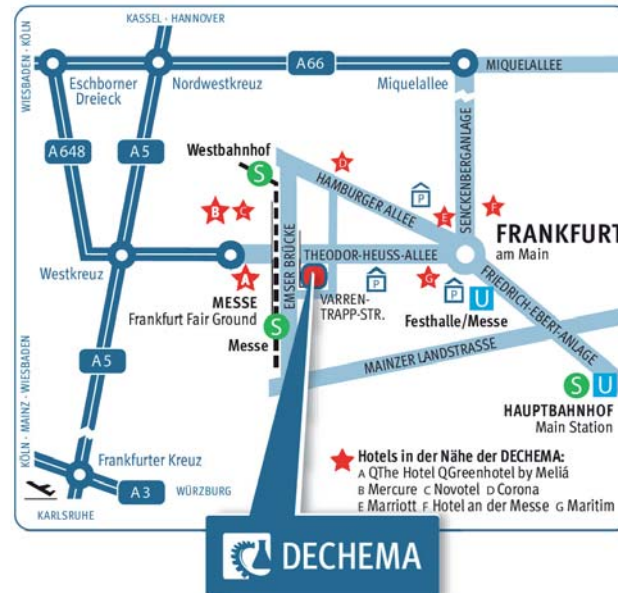 KASSEL · HANNOVER
WIESBADEN · KÖLN
A66
MIQUELALLEE
Eschborner
Dreieck
Nordwestkreuz
Miquelallee
A648
A5
Westbahnhof
S
D
HAMBURGER ALLEE
SENCKENBERGANLAGE
P
B
C
E
F
FRANKFURT
am Main
THEODOR-HEUSS-ALLEE
EMSER BRÜCKE
Westkreuz
A
G
P
P
U
MESSE
Frankfurt Fair Ground
VARREN-
TRAPP-STR.
Festhalle/Messe
FRIEDRICH-EBERT-ANLAGE
S
Messe
MAINZER LANDSTRASSE
A5
KÖLN · MAINZ · WIESBADEN
S U
HAUPTBAHNHOF
Main Station
Frankfurter Kreuz
A3
WÜRZBURG
KARLSRUHE
Hotels in der Nähe der DECHEMA:
A QThe Hotel QGreenhotel by Meliá
B Mercure C Novotel D Corona
E Marriott F Hotel an der Messe G Maritim
DECHEMA